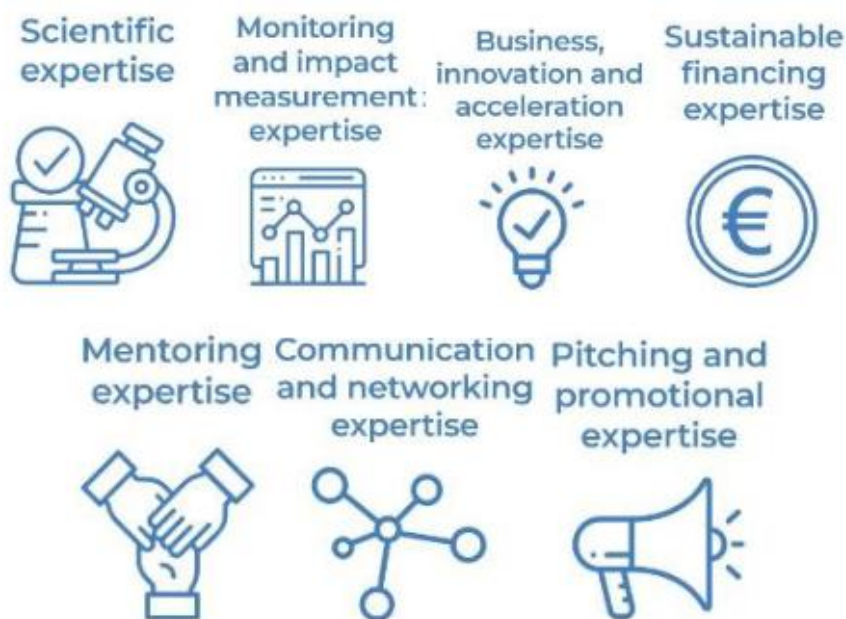 Scientific
expertise
Monitoring
and impact
measurement:
expertise
Business,
innovation and
acceleration
expertise
Sustainable
financing
expertise
€
Mentoring
expertise
Communication
and networking
expertise
Pitching and
promotional
expertise